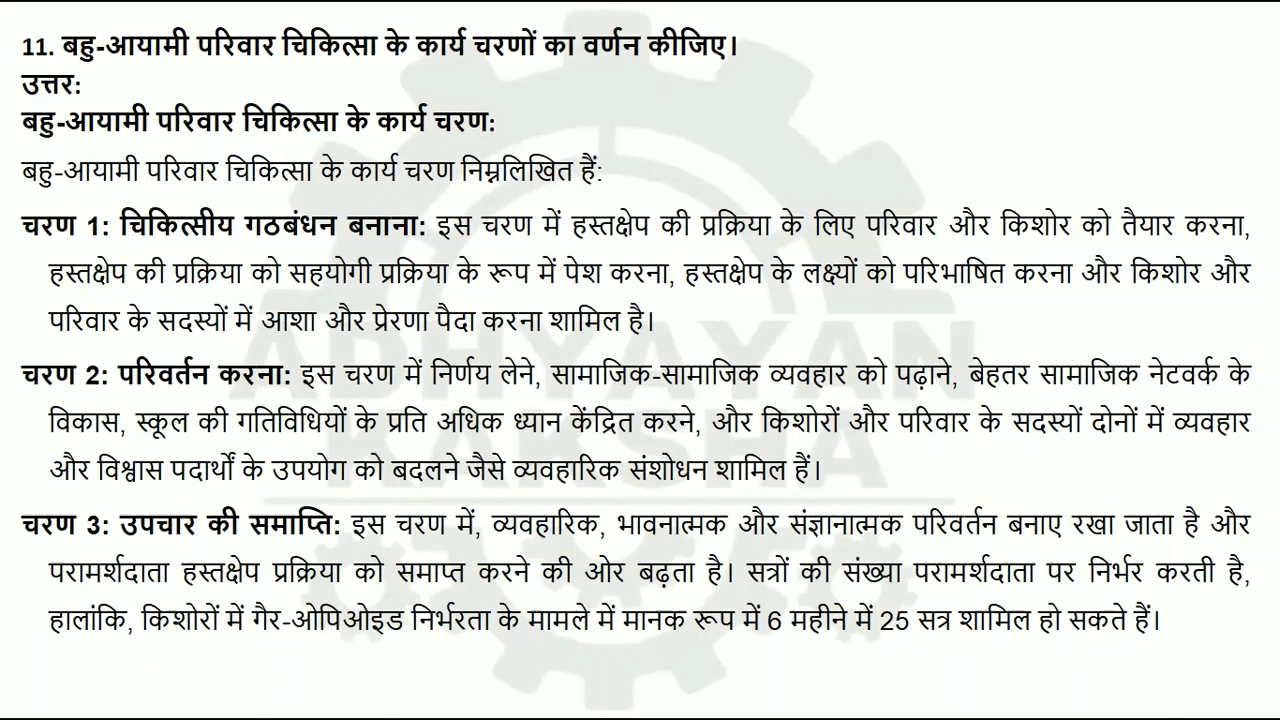 11. बहु-आयामी परिवार चिकित्सा के कार्य चरणों का वर्णन कीजिए।
उत्तर:
बहु-आयामी परिवार चिकित्सा के कार्य चरण:
बहु-आयामी परिवार चिकित्सा के कार्य चरण निम्नलिखित हैं:
चरण 1: चिकित्सीय गठबंधन बनाना: इस चरण में हस्तक्षेप की प्रक्रिया के लिए परिवार और किशोर को तैयार करना,
हस्तक्षेप की प्रक्रिया को सहयोगी प्रक्रिया के रूप में पेश करना, हस्तक्षेप के लक्ष्यों को परिभाषित करना और किशोर और
परिवार के सदस्यों में आशा और प्रेरणा पैदा करना शामिल है।
चरण 2: परिवर्तन करना: इस चरण में निर्णय लेने, सामाजिक-सामाजिक व्यवहार को पढ़ाने, बेहतर सामाजिक नेटवर्क के
विकास, स्कूल की गतिविधियों के प्रति अधिक ध्यान केंद्रित करने, और किशोरों और परिवार के सदस्यों दोनों में व्यवहार
और विश्वास पदार्थों के उपयोग को बदलने जैसे व्यवहारिक संशोधन शामिल हैं।
चरण 3: उपचार की समाप्ति: इस चरण में, व्यवहारिक, भावनात्मक और संज्ञानात्मक परिवर्तन बनाए रखा जाता है और
परामर्शदाता हस्तक्षेप प्रक्रिया को समाप्त करने की ओर बढ़ता है। सत्रों की संख्या परामर्शदाता पर निर्भर करती है,
हालांकि, किशोरों में गैर-ओपिओइड निर्भरता के मामले में मानक रूप में 6 महीने में 25 सत्र शामिल हो सकते हैं।
ADHYAYAN
KAKSHA